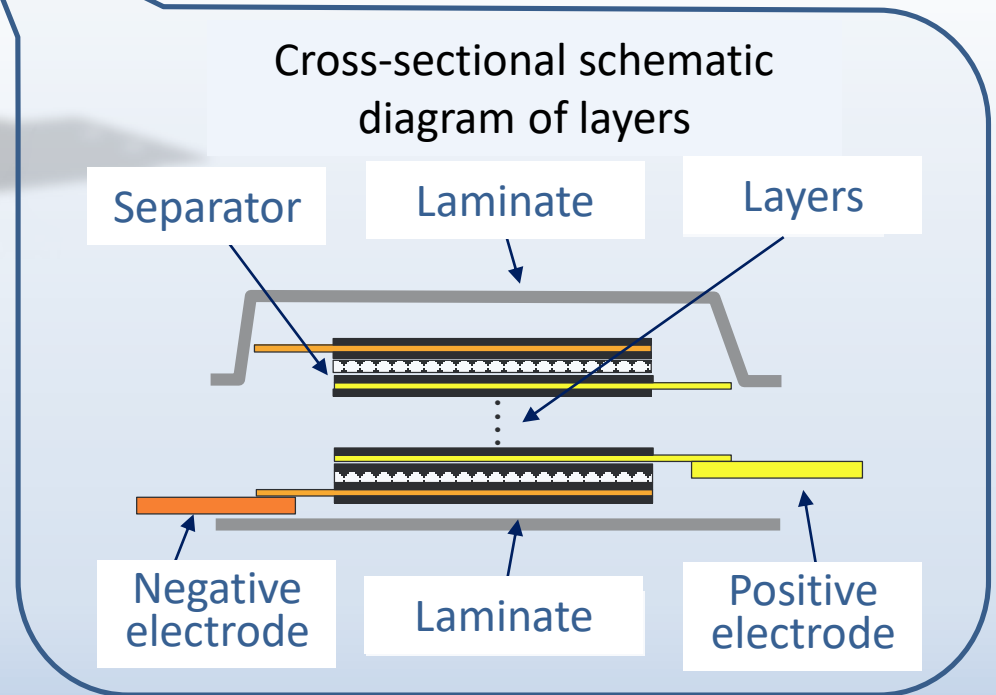 Cross-sectional schematic
diagram of layers
Separator
Laminate
Layers
Negative
electrode
Laminate
Positive
electrode